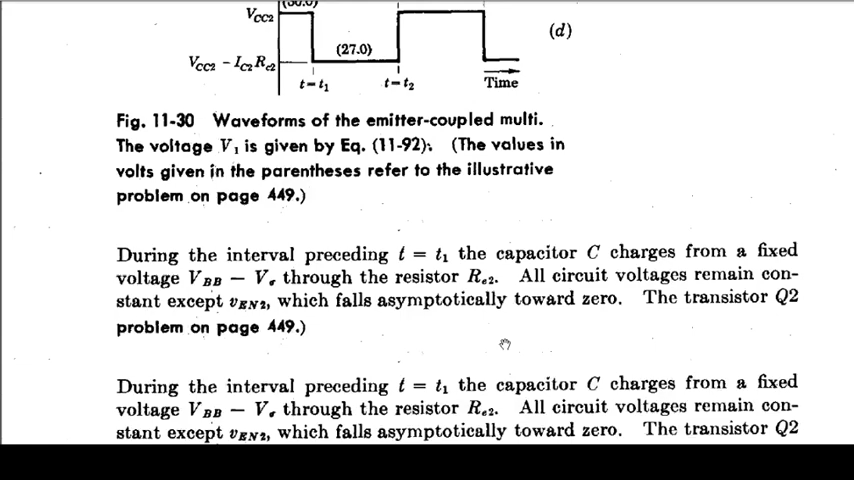 (30.0)
V_CC2
(d)
(27.0)
V_CC2 − I_C2 R_c2
t=t₁ t=t₂ Time
Fig. 11-30 Waveforms of the emitter-coupled multi.
The voltage V₁ is given by Eq. (11-92). (The values in
volts given in the parentheses refer to the illustrative
problem on page 449.)
During the interval preceding t = t₁ the capacitor C charges from a fixed
voltage V_BB − V_σ through the resistor R_e2. All circuit voltages remain con-
stant except v_EN2, which falls asymptotically toward zero. The transistor Q2
problem on page 449.)
During the interval preceding t = t₁ the capacitor C charges from a fixed
voltage V_BB − V_σ through the resistor R_e2. All circuit voltages remain con-
stant except v_EN2, which falls asymptotically toward zero. The transistor Q2